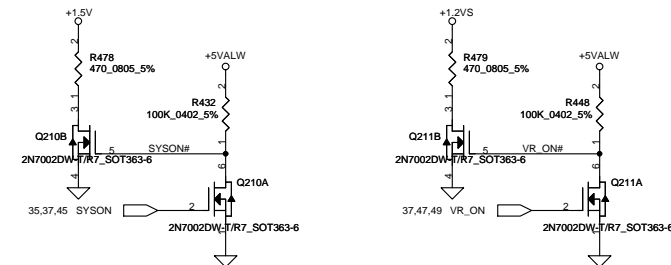 +1.5V
2
R478
470_0805_5%
1
3
Q210B
5
SYSON#
2N7002DW-T/R7_SOT363-6
4
+5VALW
2
R432
100K_0402_5%
1
6
Q210A
35,37,45 SYSON
2
2N7002DW-T/R7_SOT363-6
1
+1.2VS
2
R479
470_0805_5%
1
3
Q211B
5
VR_ON#
2N7002DW-T/R7_SOT363-6
4
+5VALW
2
R448
100K_0402_5%
1
6
Q211A
37,47,49 VR_ON
2
2N7002DW-T/R7_SOT363-6
1